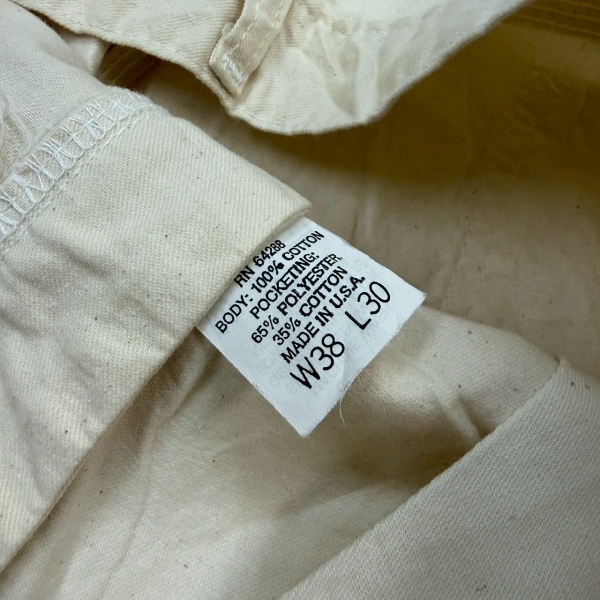 RN 64288
BODY: 100% COTTON
POCKETING:
65% POLYESTER
35% COTTON
MADE IN U.S.A.
W38 L30